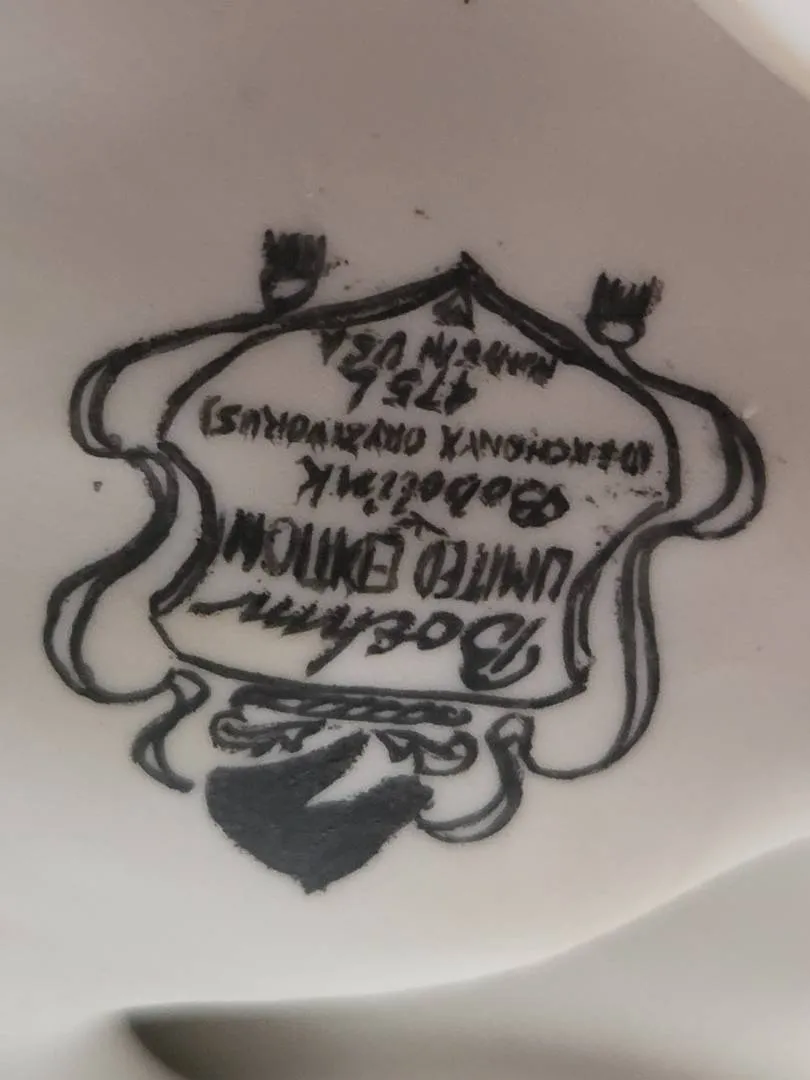 Boehm
LIMITED EDITION
Bobolink
(DOLICHONYX ORYZIVORUS)
475 L
MADE IN USA